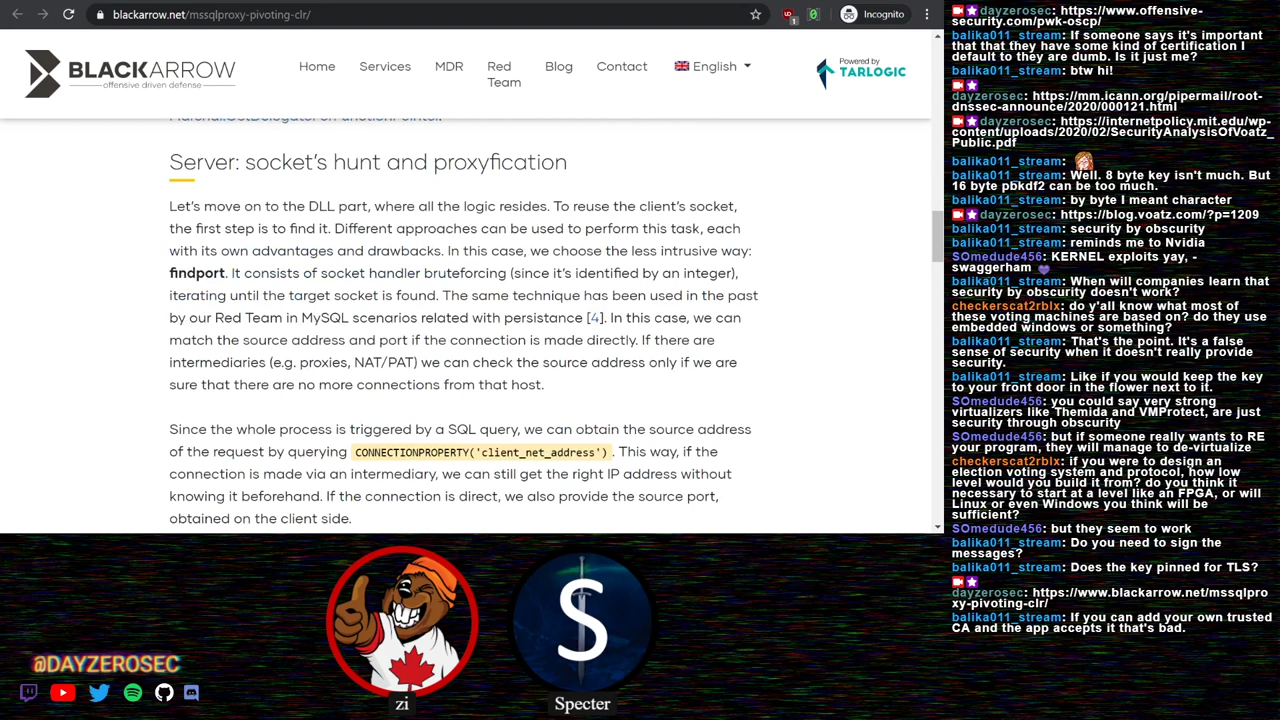 blackarrow.net/mssqlproxy-pivoting-clr/
Incognito
BLACKARROW
offensive driven defense
Home
Services
MDR
Red
Team
Blog
Contact
English
Powered by
TARLOGIC
Server: socket's hunt and proxyfication
Let's move on to the DLL part, where all the logic resides. To reuse the client's socket,
the first step is to find it. Different approaches can be used to perform this task, each
with its own advantages and drawbacks. In this case, we choose the less intrusive way:
findport. It consists of socket handler bruteforcing (since it's identified by an integer),
iterating until the target socket is found. The same technique has been used in the past
by our Red Team in MySQL scenarios related with persistance [4]. In this case, we can
match the source address and port if the connection is made directly. If there are
intermediaries (e.g. proxies, NAT/PAT) we can check the source address only if we are
sure that there are no more connections from that host.
Since the whole process is triggered by a SQL query, we can obtain the source address
of the request by querying CONNECTIONPROPERTY('client_net_address'). This way, if the
connection is made via an intermediary, we can still get the right IP address without
knowing it beforehand. If the connection is direct, we also provide the source port,
obtained on the client side.
@DAYZEROSEC
zi
S
Specter
dayzerosec: https://www.offensive-
security.com/pwk-oscp/
balika011_stream: If someone says it's important
that that they have some kind of certification I
default to they are dumb. Is it just me?
balika011_stream: btw hi!
dayzerosec: https://mm.icann.org/pipermail/root-
dnssec-announce/2020/000121.html
dayzerosec: https://internetpolicy.mit.edu/wp-
content/uploads/2020/02/SecurityAnalysisOfVoatz_
Public.pdf
balika011_stream:
balika011_stream: Well. 8 byte key isn't much. But
16 byte pbkdf2 can be too much.
balika011_stream: by byte I meant character
dayzerosec: https://blog.voatz.com/?p=1209
balika011_stream: security by obscurity
balika011_stream: reminds me to Nvidia
SOmedude456: KERNEL exploits yay, -
swaggerham
balika011_stream: When will companies learn that
security by obscurity doesn't work?
checkerscat2rblx: do y'all know what most of
these voting machines are based on? do they use
embedded windows or something?
balika011_stream: That's the point. It's a false
sense of security when it doesn't really provide
security.
balika011_stream: Like if you would keep the key
to your front door in the flower next to it.
SOmedude456: you could say very strong
virtualizers like Themida and VMProtect, are just
security through obscurity
SOmedude456: but if someone really wants to RE
your program, they will manage to de-virtualize
checkerscat2rblx: if you were to design an
election voting system and protocol, how low
level would you build it from? do you think it
necessary to start at a level like an FPGA, or will
Linux or even Windows you think will be
sufficient?
SOmedude456: but they seem to work
balika011_stream: Do you need to sign the
messages?
balika011_stream: Does the key pinned for TLS?
dayzerosec: https://www.blackarrow.net/mssqlpro
xy-pivoting-clr/
balika011_stream: If you can add your own trusted
CA and the app accepts it that's bad.